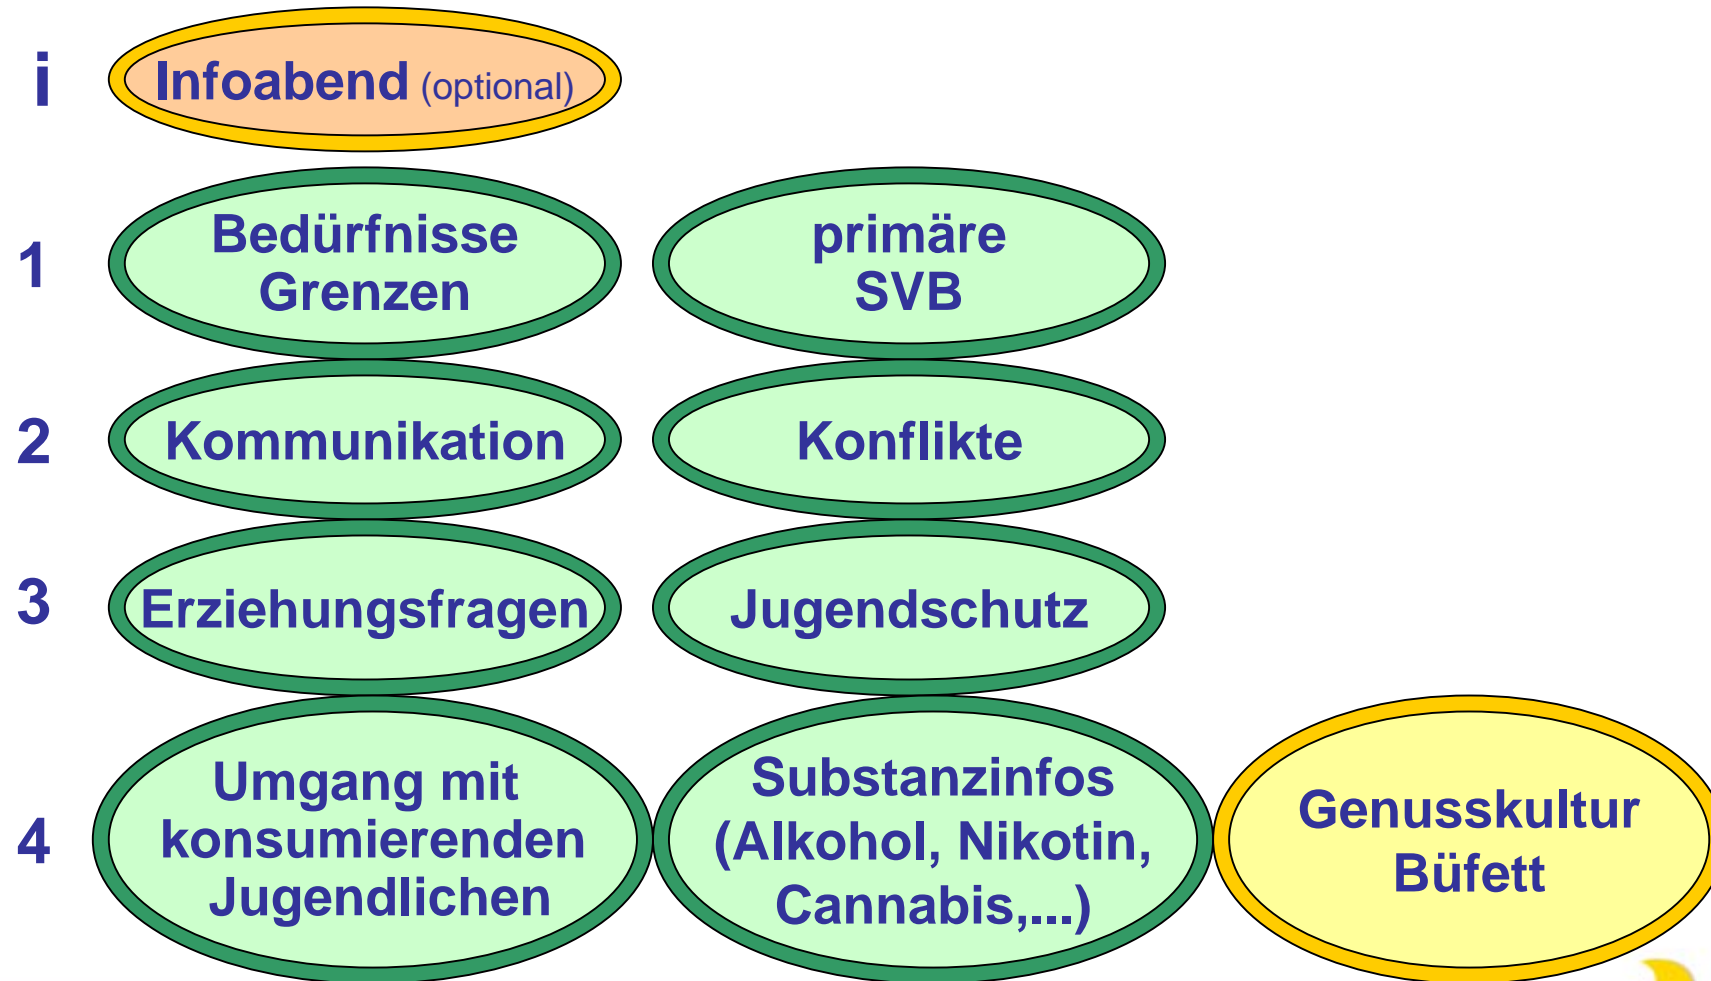 i
Infoabend (optional)
1
Bedürfnisse
Grenzen
primäre
SVB
2
Kommunikation
Konflikte
3
Erziehungsfragen
Jugendschutz
4
Umgang mit
konsumierenden
Jugendlichen
Substanzinfos
(Alkohol, Nikotin,
Cannabis,...)
Genusskultur
Büfett